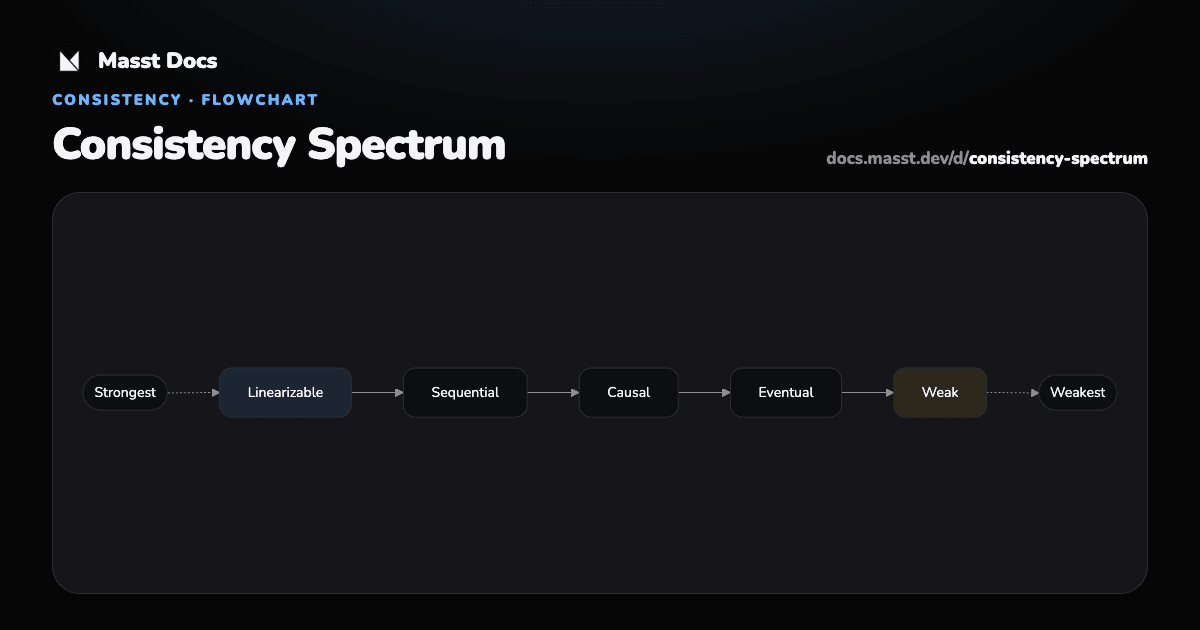 Masst Docs
CONSISTENCY · FLOWCHART
Consistency Spectrum
docs.masst.dev/d/consistency-spectrum
Strongest
Linearizable
Sequential
Causal
Eventual
Weak
Weakest